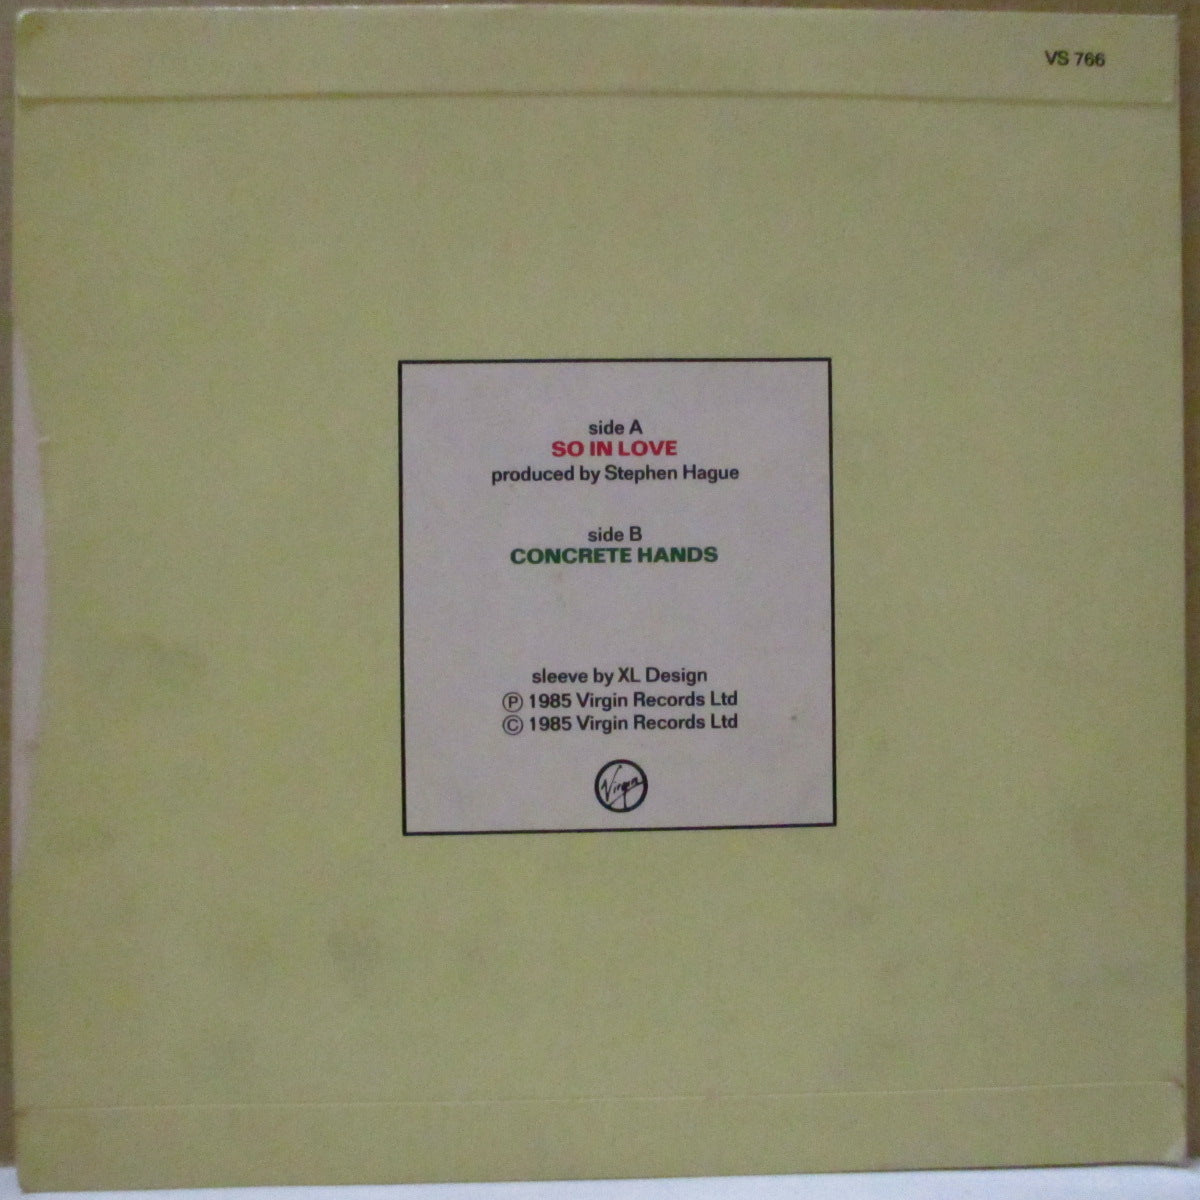 VS 766
side A
SO IN LOVE
produced by Stephen Hague
side B
CONCRETE HANDS
sleeve by XL Design
Ⓟ 1985 Virgin Records Ltd
© 1985 Virgin Records Ltd
Virgin